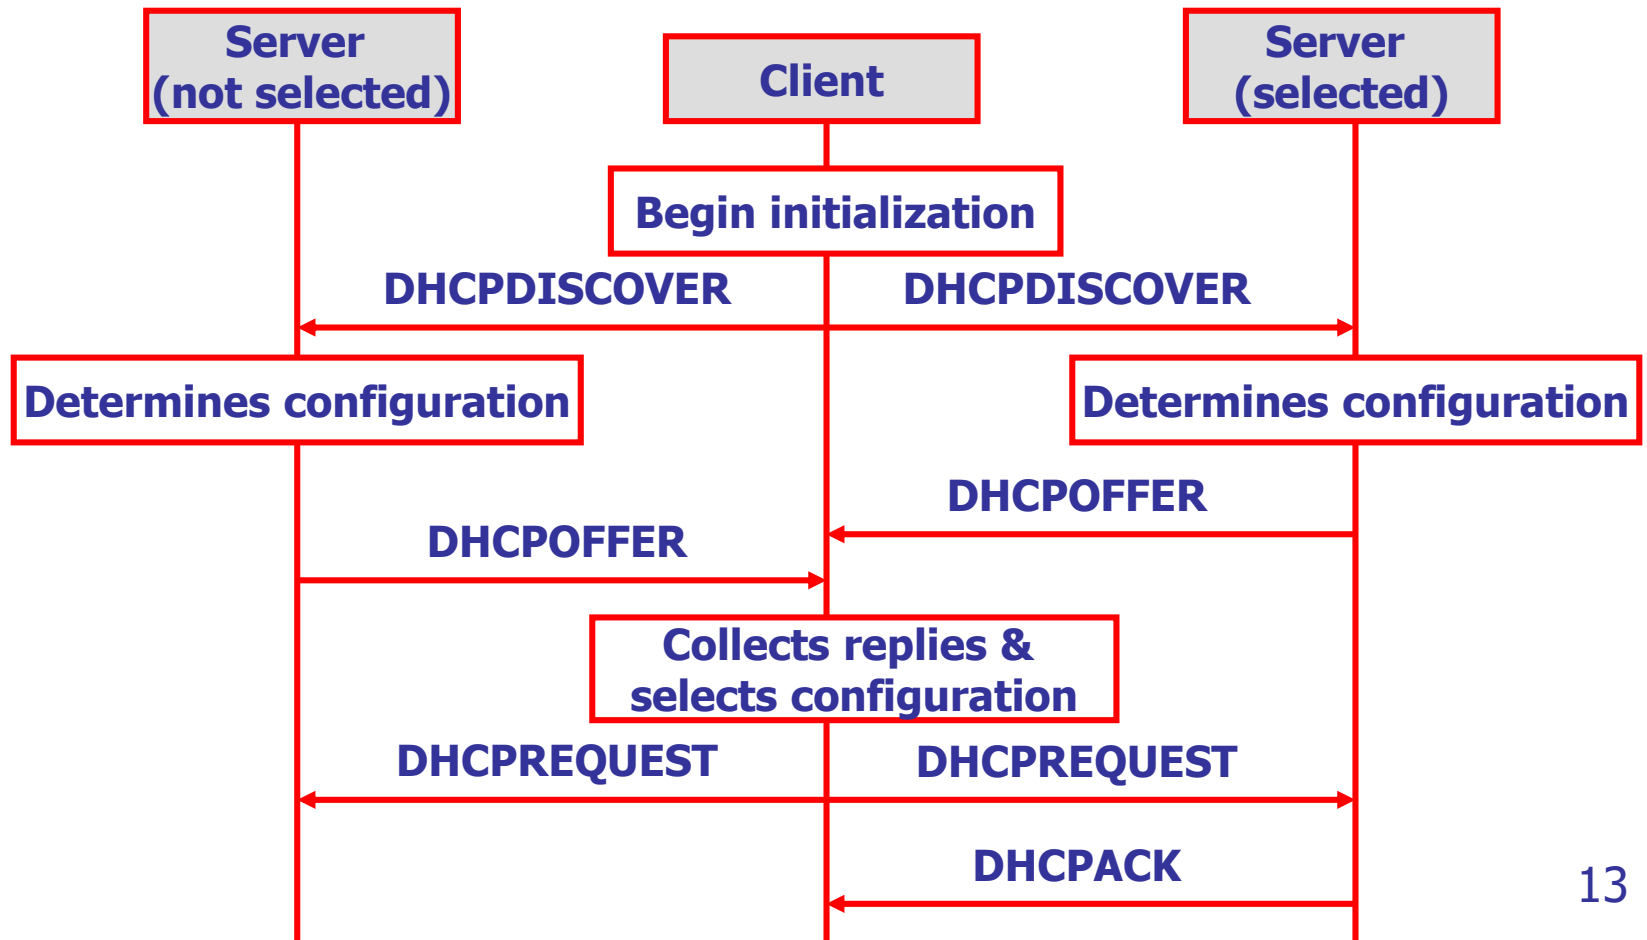 Server
(not selected)
Client
Server
(selected)
Begin initialization
DHCPDISCOVER
DHCPDISCOVER
Determines configuration
Determines configuration
DHCPOFFER
DHCPOFFER
Collects replies &
selects configuration
DHCPREQUEST
DHCPREQUEST
DHCPACK
13